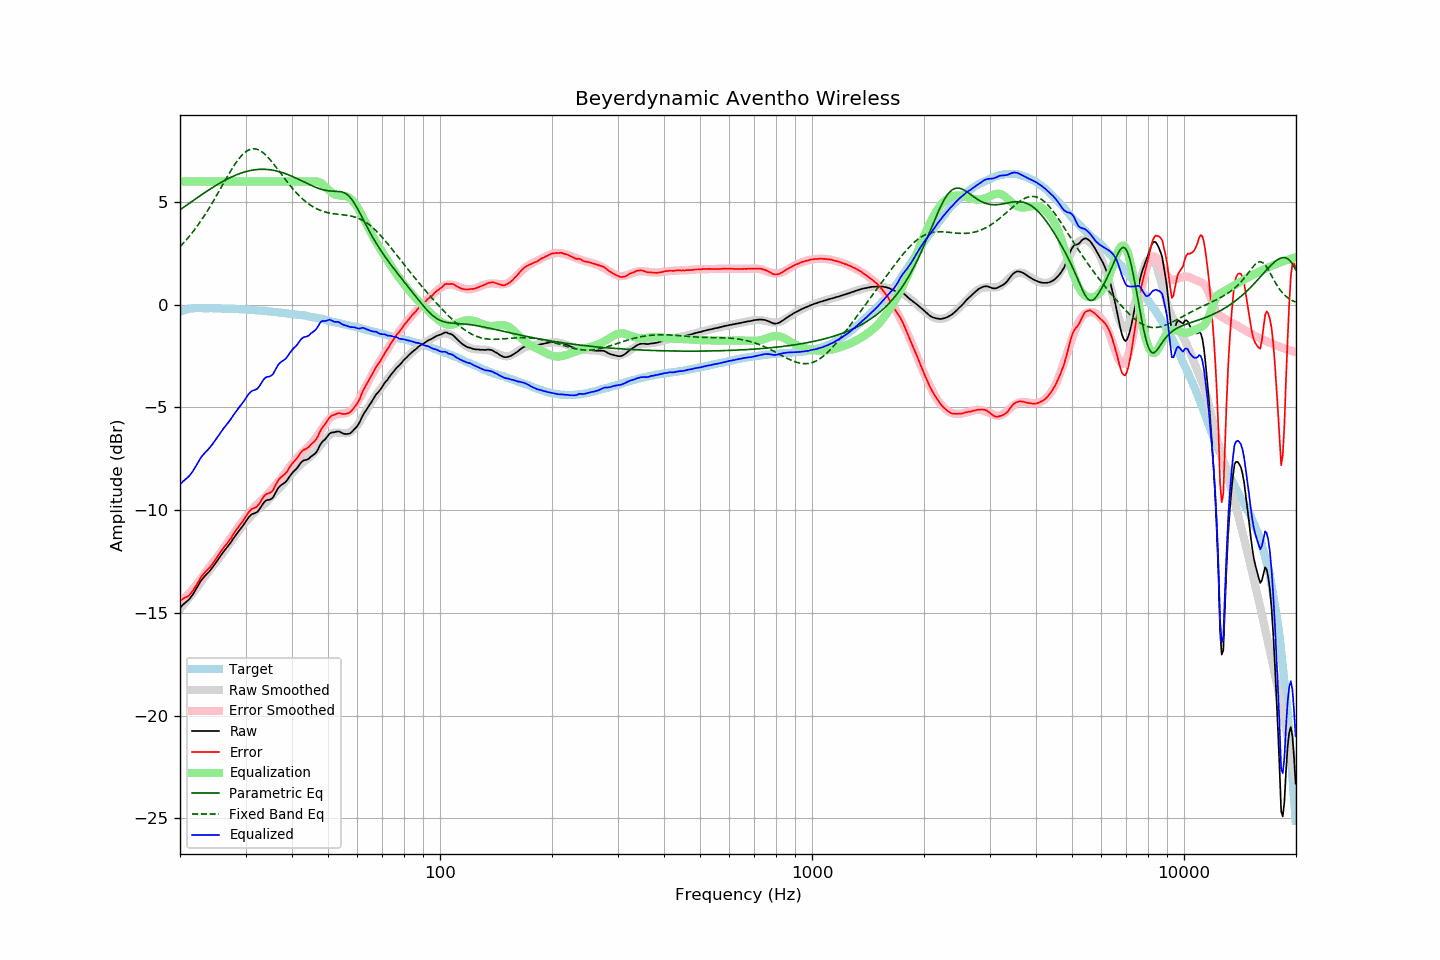 Beyerdynamic Aventho Wireless
Amplitude (dBr)
5
0
−5
−10
−15
−20
−25
Target
Raw Smoothed
Error Smoothed
Raw
Error
Equalization
Parametric Eq
Fixed Band Eq
Equalized
100
1000
10000
Frequency (Hz)